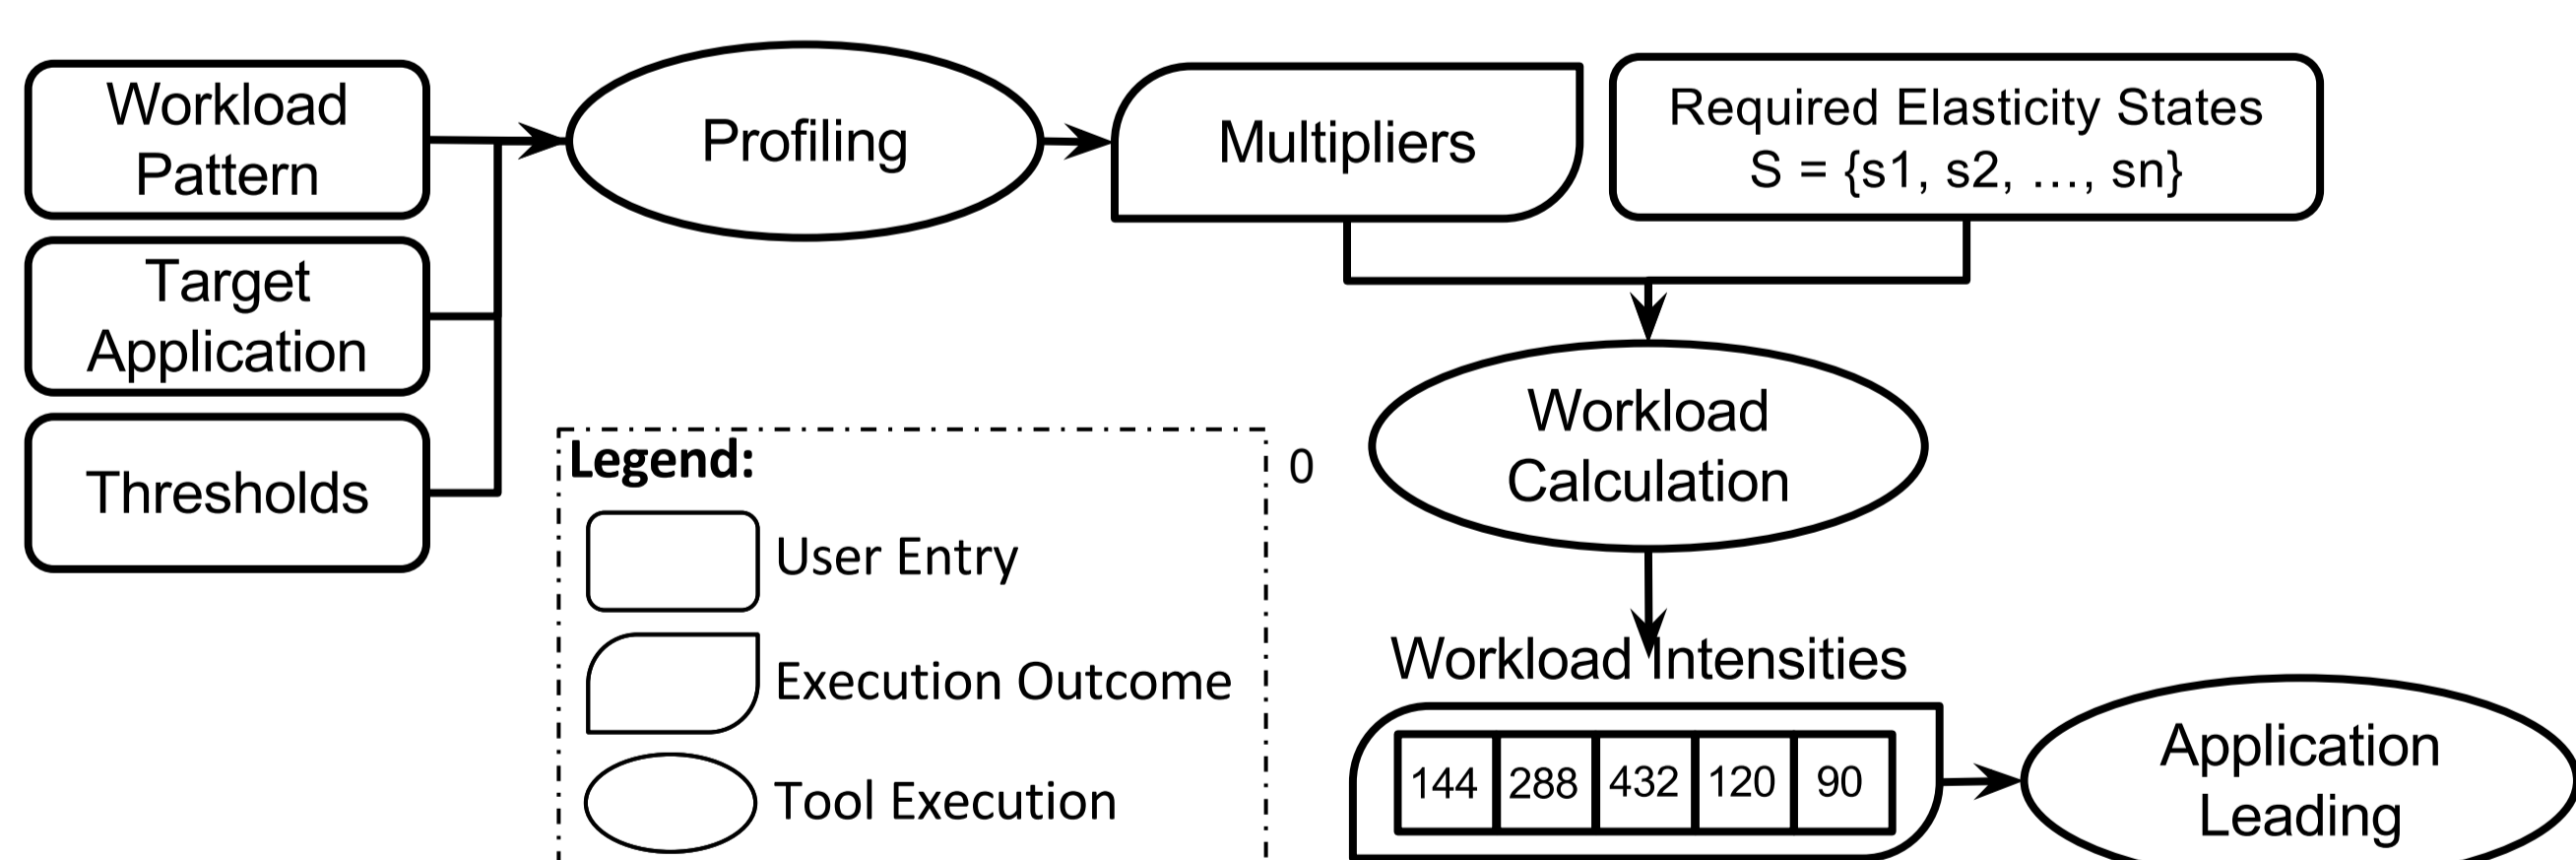 Workload
Pattern
Target
Application
Thresholds
Profiling
Multipliers
Required Elasticity States
S = {s1, s2, ..., sn}
Workload
Calculation
Legend:
User Entry
Execution Outcome
Tool Execution
0
Workload Intensities
144 288 432 120 90
Application
Leading